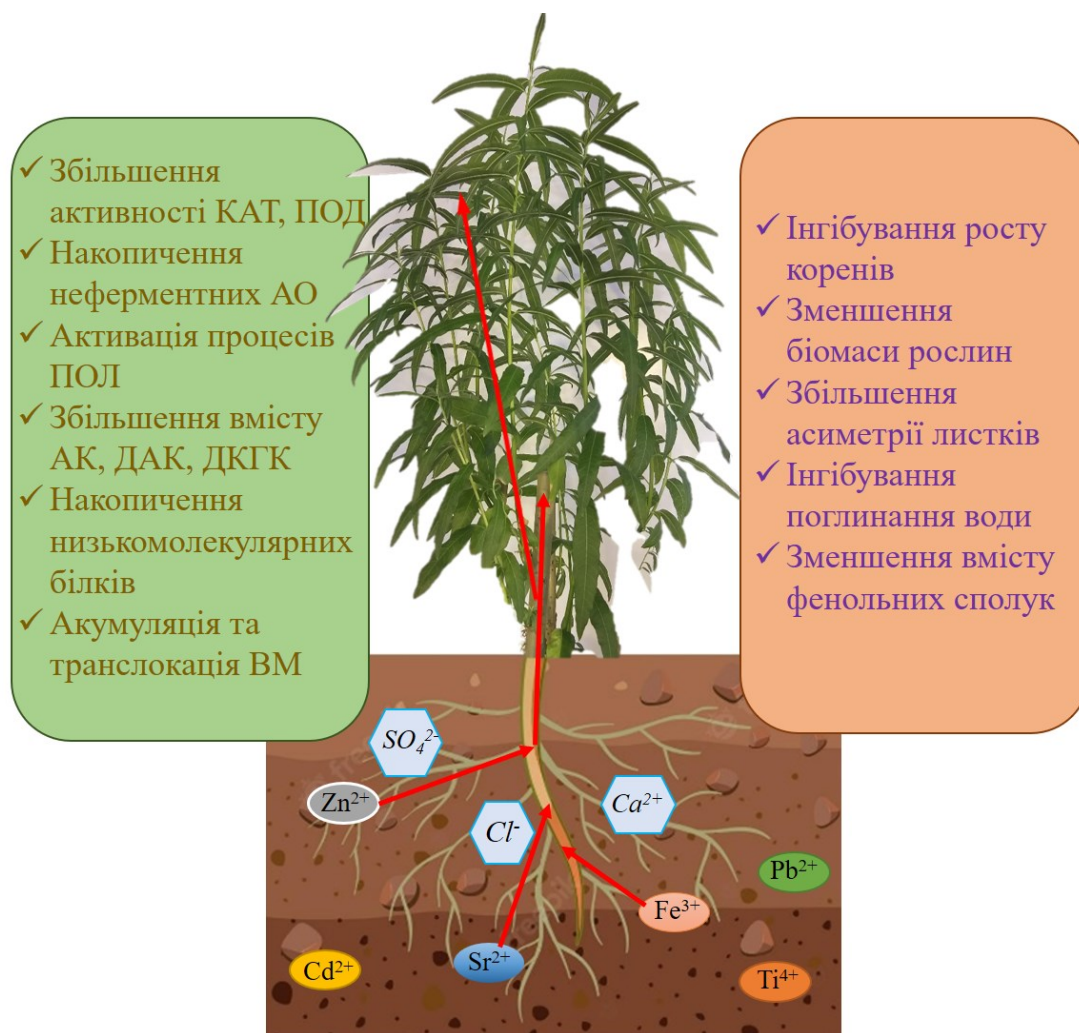 ✓ Збільшення
активності КАТ, ПОД
✓ Накопичення
неферментних АО
✓ Активація процесів
ПОЛ
✓ Збільшення вмісту
АК, ДАК, ДКГК
✓ Накопичення
низькомолекулярних
білків
✓ Акумуляція та
транслокація ВМ
✓ Інгібування росту
коренів
✓ Зменшення
біомаси рослин
✓ Збільшення
асиметрії листків
✓ Інгібування
поглинання води
✓ Зменшення вмісту
фенольних сполук
SO₄²⁻
Zn²⁺
Cl⁻
Ca²⁺
Pb²⁺
Fe³⁺
Cd²⁺
Sr²⁺
Ti⁴⁺